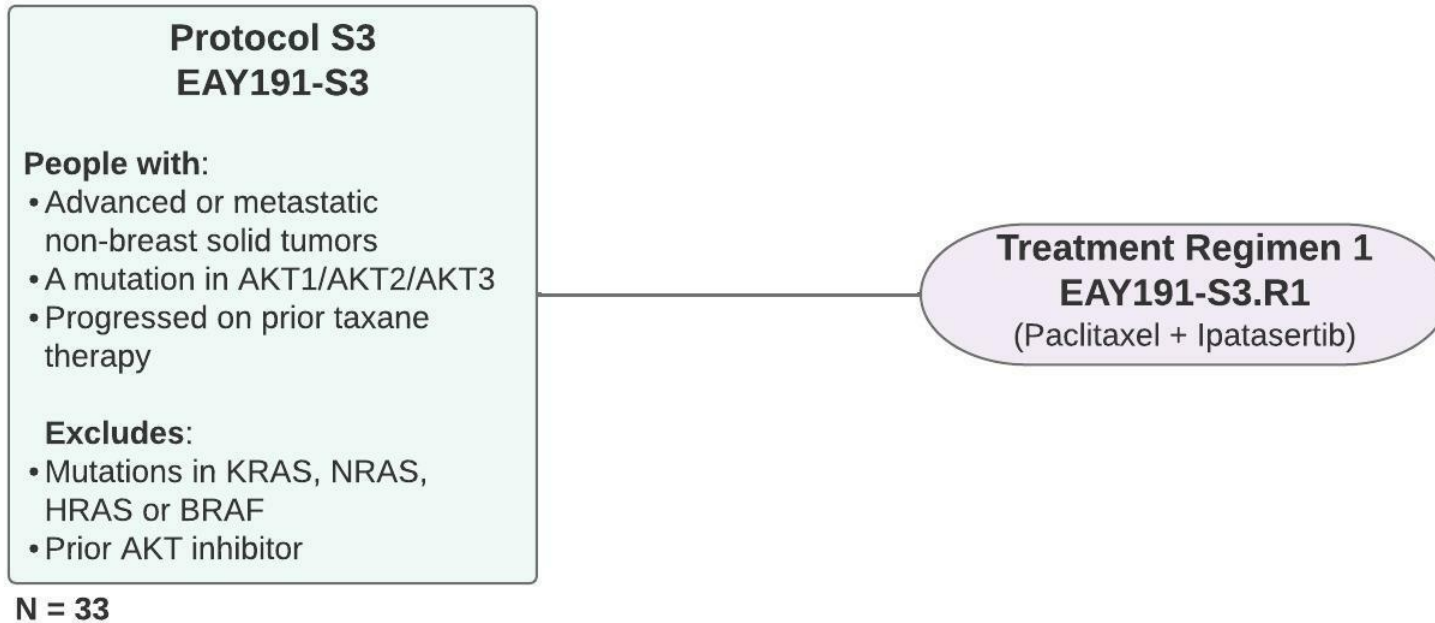 Protocol S3
EAY191-S3
People with:
• Advanced or metastatic
non-breast solid tumors
• A mutation in AKT1/AKT2/AKT3
• Progressed on prior taxane
therapy
Excludes:
• Mutations in KRAS, NRAS,
HRAS or BRAF
• Prior AKT inhibitor
N = 33
Treatment Regimen 1
EAY191-S3.R1
(Paclitaxel + Ipatasertib)